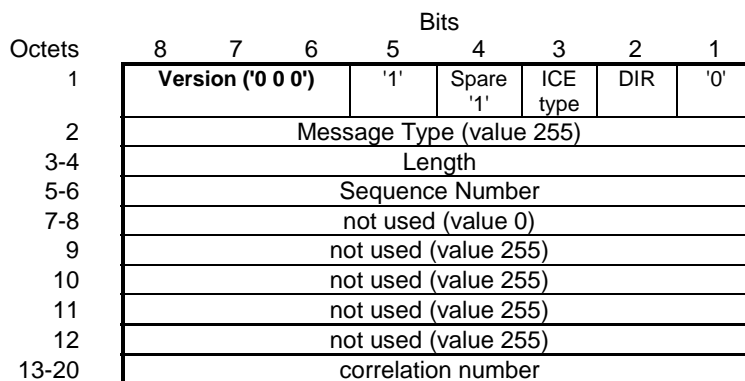 Bits
Octets 8 7 6 5 4 3 2 1
1 Version ('0 0 0') '1' Spare '1' ICE type DIR '0'
2 Message Type (value 255)
3-4 Length
5-6 Sequence Number
7-8 not used (value 0)
9 not used (value 255)
10 not used (value 255)
11 not used (value 255)
12 not used (value 255)
13-20 correlation number